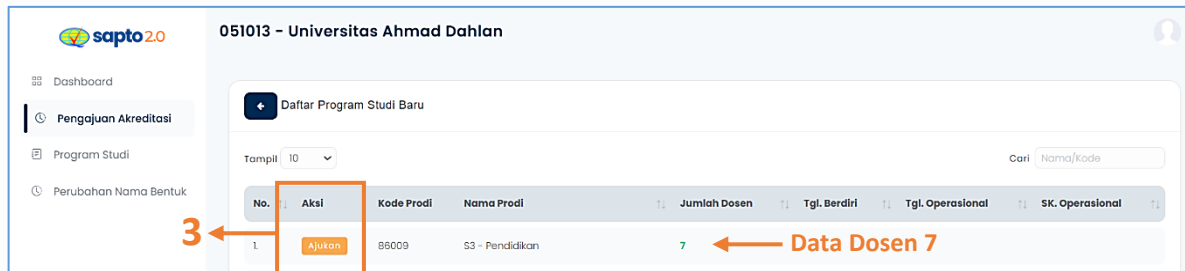 sapto 2.0
051013 - Universitas Ahmad Dahlan
Dashboard
Pengajuan Akreditasi
Program Studi
Perubahan Nama Bentuk
Daftar Program Studi Baru
Tampil 10
Cari Nama/Kode
No. Aksi Kode Prodi Nama Prodi Jumlah Dosen Tgl. Berdiri Tgl. Operasional SK. Operasional
3
1. Ajukan 86009 S3 - Pendidikan 7
Data Dosen 7